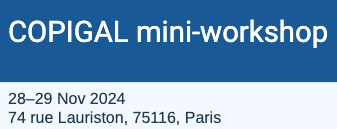 COPIGAL mini-workshop
28–29 Nov 2024
74 rue Lauriston, 75116, Paris